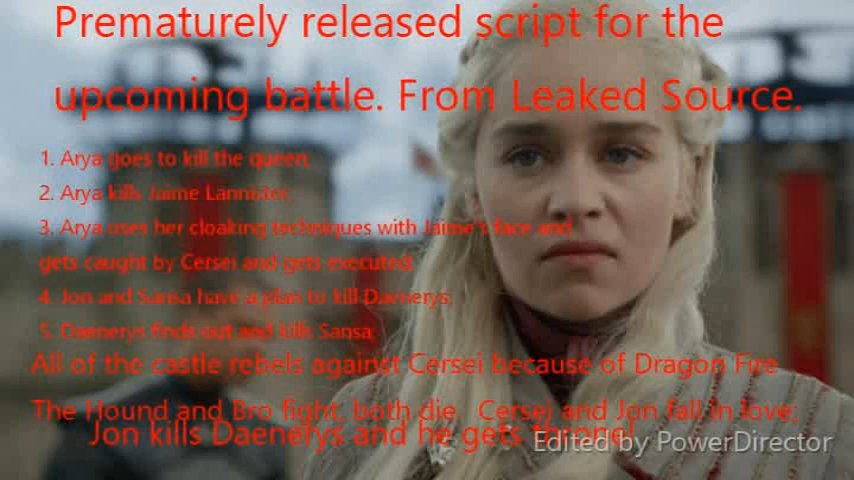 Prematurely released script for the
upcoming battle. From Leaked Source.
1. Arya goes to kill the queen;
2. Arya kills Jaime Lannister;
3. Arya uses her cloaking techniques with Jaime's face and
gets caught by Cersei and gets executed;
4. Jon and Sansa have a plan to kill Daenerys;
5. Daenerys finds out and kills Sansa;
All of the castle rebels against Cersei because of Dragon Fire
The Hound and Bro fight, both die. Cersei and Jon fall in love;
Jon kills Daenerys and he gets throne!
Edited by PowerDirector